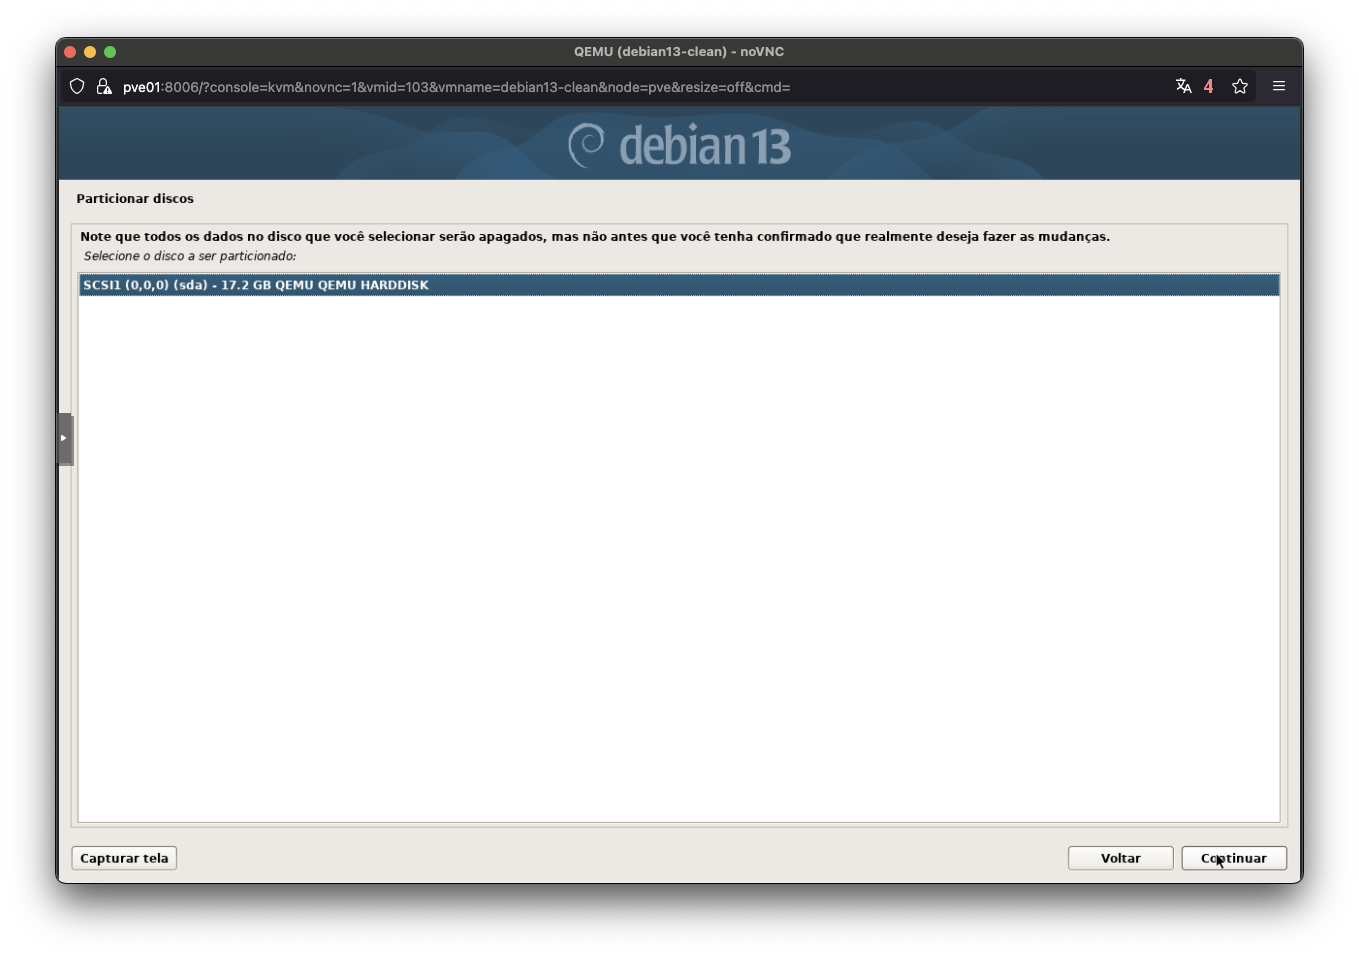 QEMU (debian13-clean) - noVNC
pve01:8006/?console=kvm&novnc=1&vmid=103&vmname=debian13-clean&node=pve&resize=off&cmd=
4
debian 13
Particionar discos
Note que todos os dados no disco que você selecionar serão apagados, mas não antes que você tenha confirmado que realmente deseja fazer as mudanças.
Selecione o disco a ser particionado:
SCSI1 (0,0,0) (sda) - 17.2 GB QEMU QEMU HARDDISK
Capturar tela
Voltar
Continuar